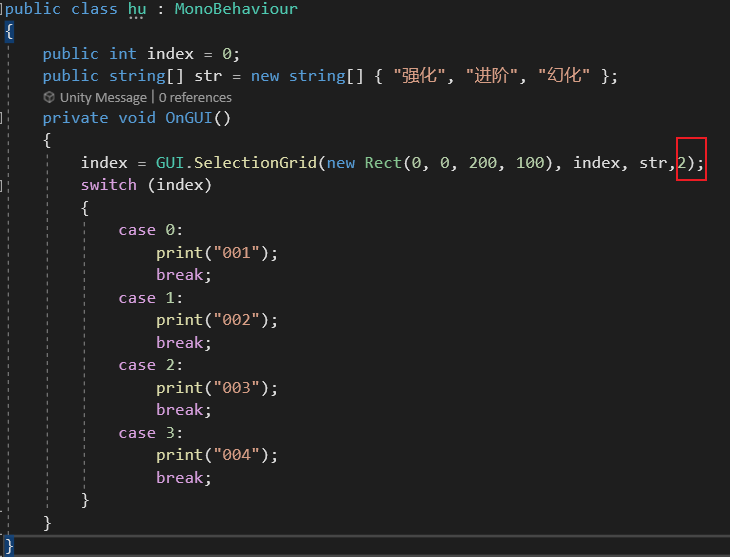 public class hu : MonoBehaviour
{
public int index = 0;
public string[] str = new string[] { "强化", "进阶", "幻化" };
Unity Message | 0 references
private void OnGUI()
{
index = GUI.SelectionGrid(new Rect(0, 0, 200, 100), index, str,2);
switch (index)
{
case 0:
print("001");
break;
case 1:
print("002");
break;
case 2:
print("003");
break;
case 3:
print("004");
break;
}
}
}